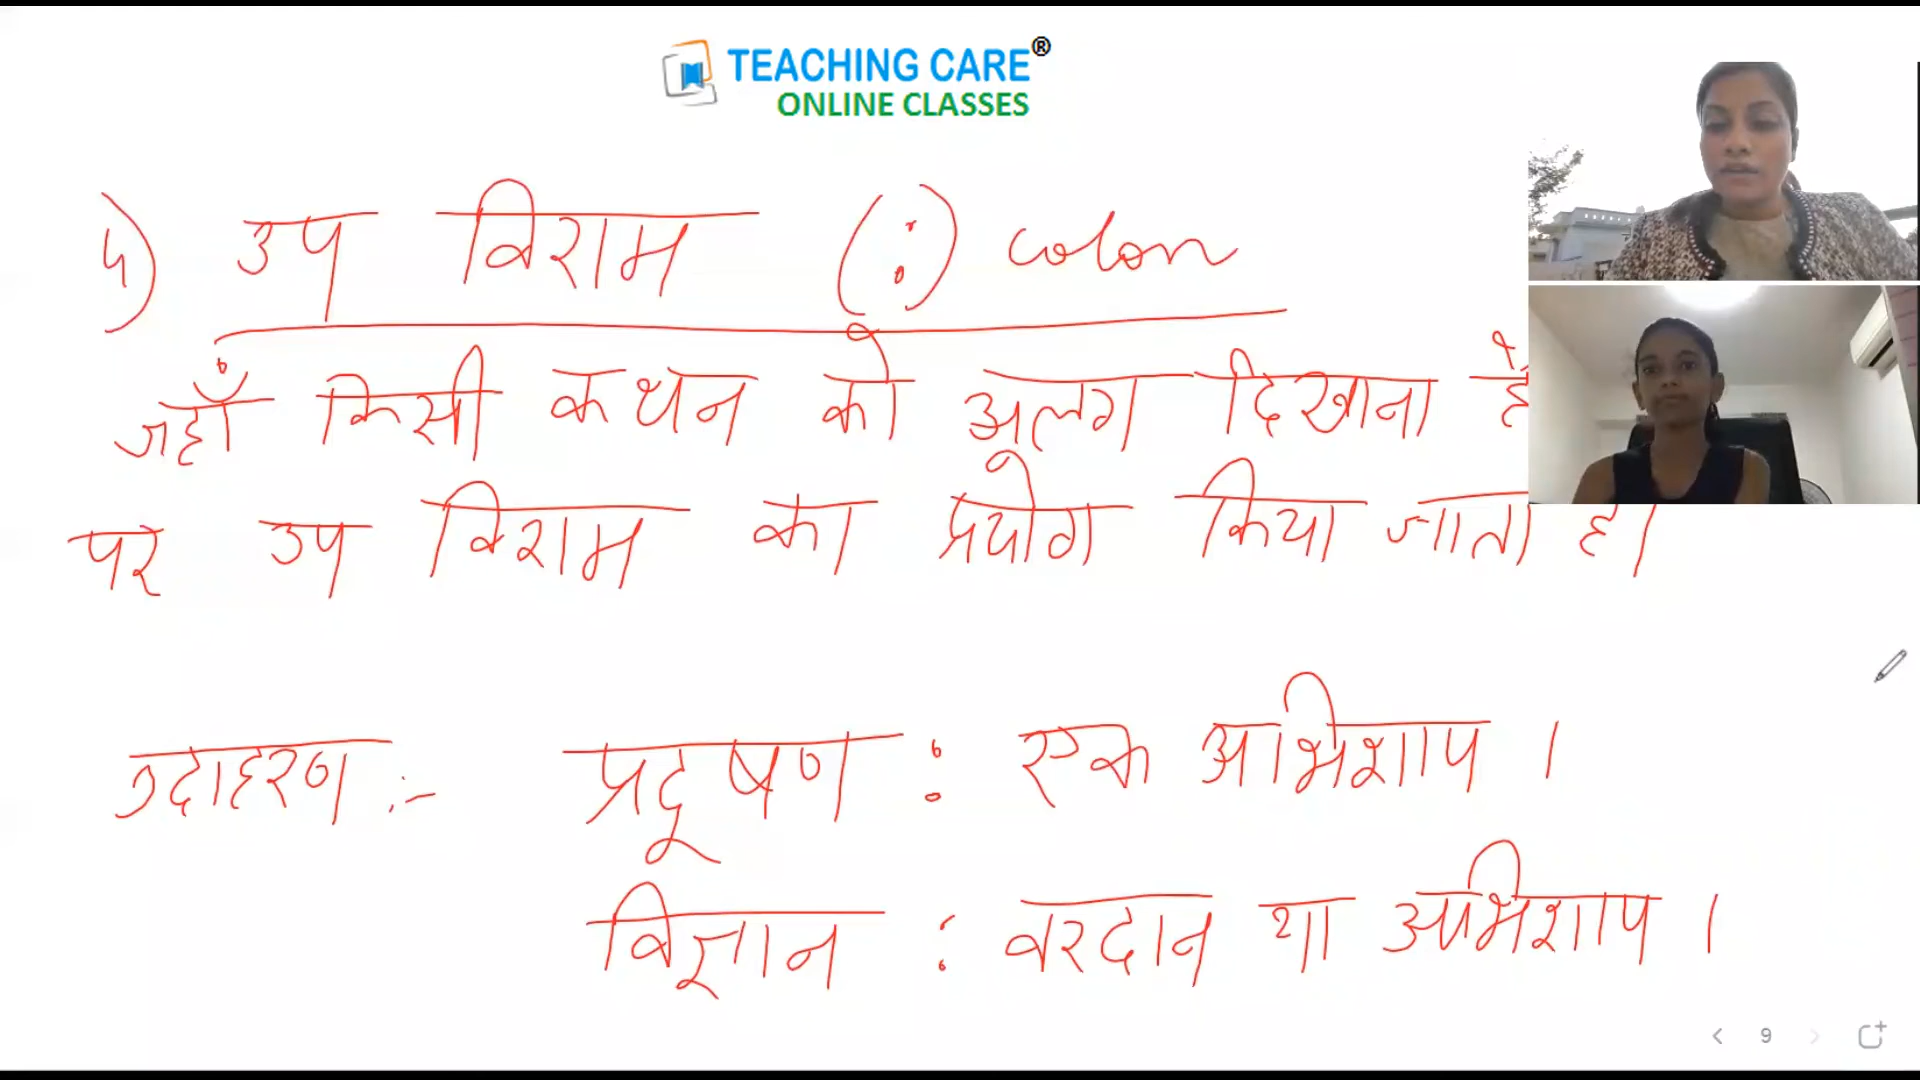 TEACHING CARE®
ONLINE CLASSES
५) उप विराम (:) colon
जहाँ किसी कथन को अलग दिखाना
पर उप विराम का प्रयोग किया जाता है।
उदाहरण :- प्रदूषण : एक अभिशाप ।
विज्ञान : वरदान या अभिशाप ।
9